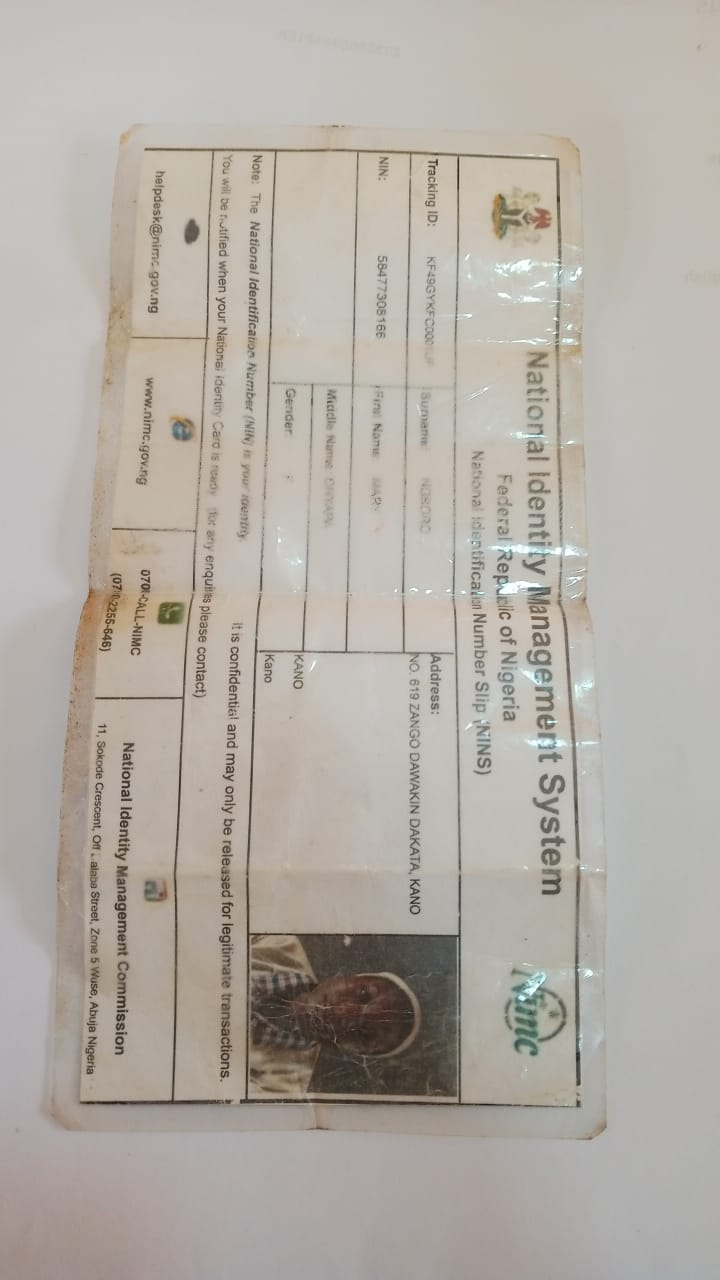 National Identity Management System
Federal Republic of Nigeria
National Identification Number Slip (NINS)
nimc
Tracking ID:
Surname:
Address:
NO. 619 ZANGO DAWAKIN DAKATA, KANO
NIN: 58477308166
First Name:
Middle Name:
Gender: F
KANO
Kano
Note: The National Identification Number (NIN) is your identity. It is confidential and may only be released for legitimate transactions.
You will be notified when your National Identity Card is ready (for any enquiries please contact)
helpdesk@nimc.gov.ng
www.nimc.gov.ng
0700-CALL-NIMC
(0700-2255-646)
National Identity Management Commission
11, Sokode Crescent, Off Street, Zone 5 Wuse, Abuja Nigeria